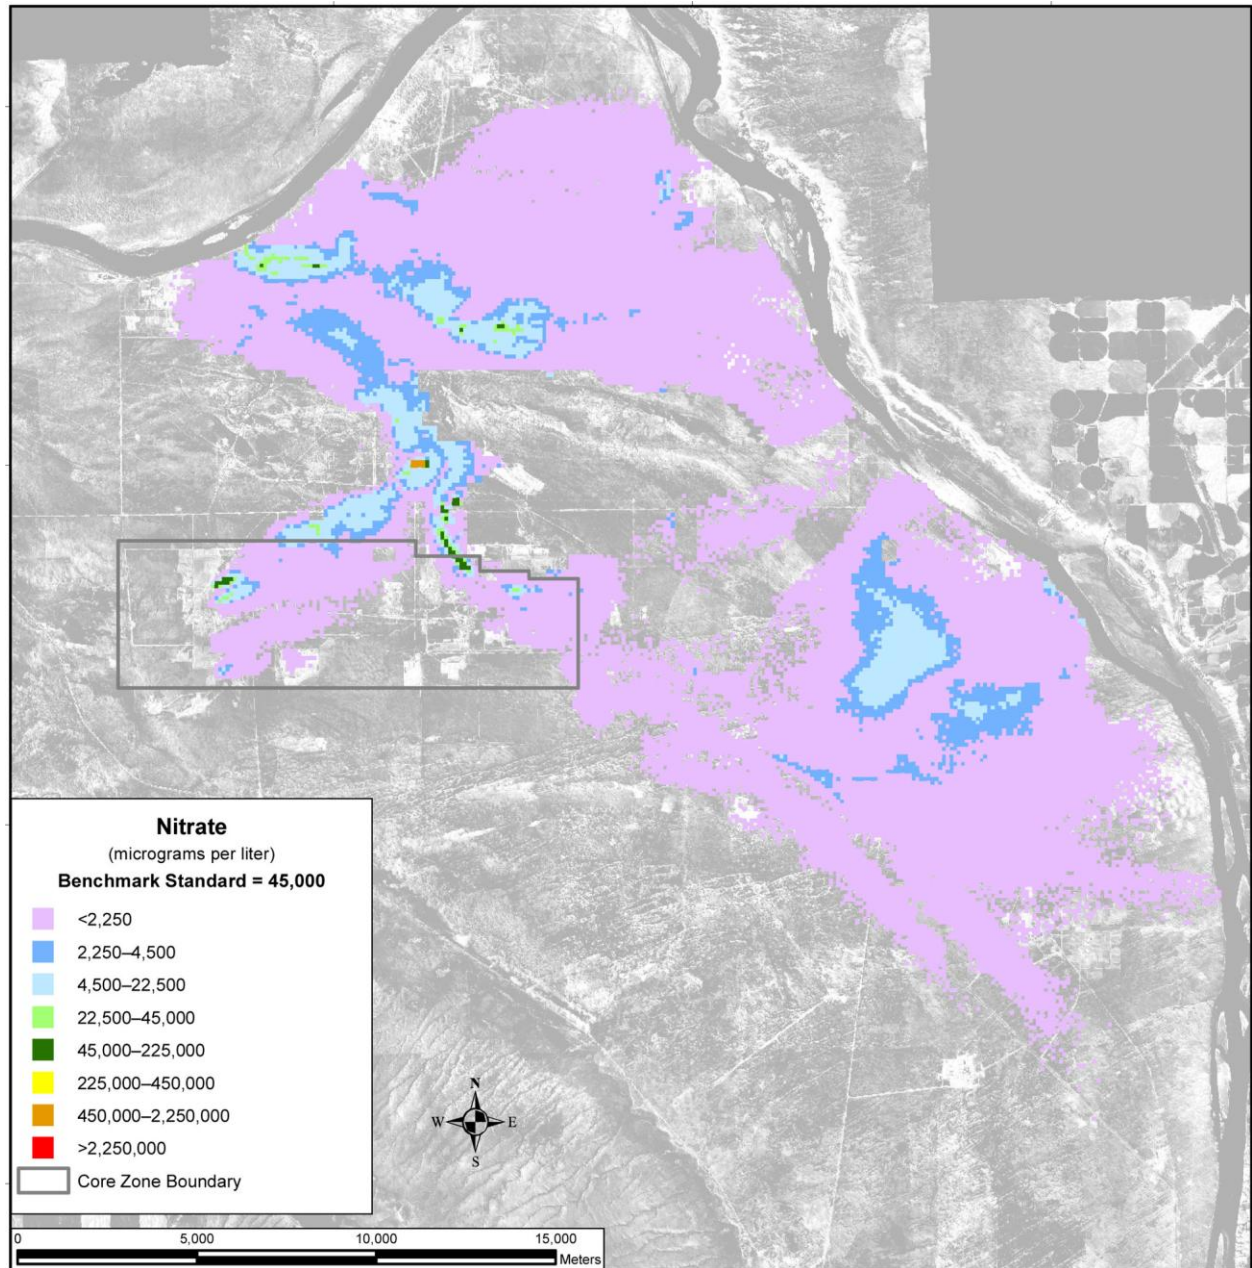 Nitrate
(micrograms per liter)
Benchmark Standard = 45,000
<2,250
2,250–4,500
4,500–22,500
22,500–45,000
45,000–225,000
225,000–450,000
450,000–2,250,000
>2,250,000
Core Zone Boundary
N
W E
S
0 5,000 10,000 15,000
Meters